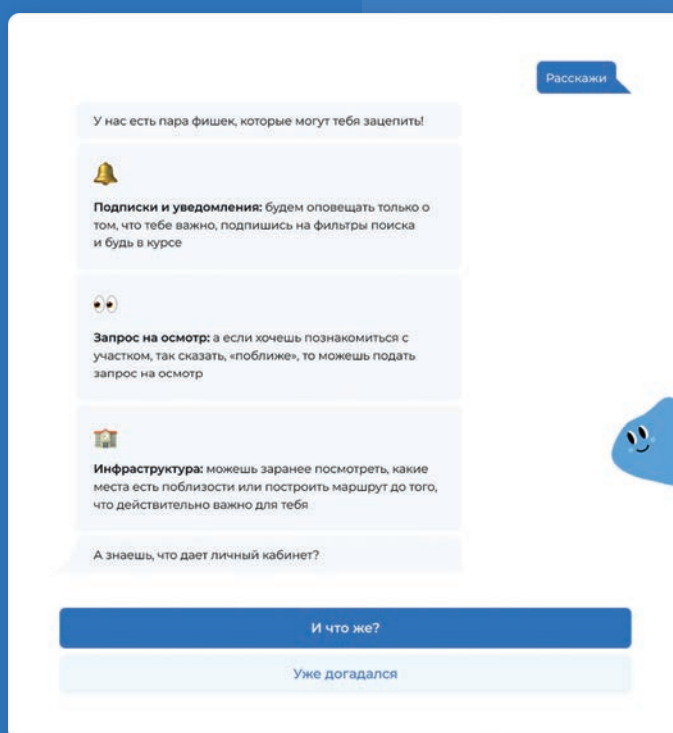 Расскажи
У нас есть пара фишек, которые могут тебя зацепить!
Подписки и уведомления: будем оповещать только о
том, что тебе важно, подпишись на фильтры поиска
и будь в курсе
Запрос на осмотр: а если хочешь познакомиться с
участком, так сказать, «поближе», то можешь подать
запрос на осмотр
Инфраструктура: можешь заранее посмотреть, какие
места есть поблизости или построить маршрут до того,
что действительно важно для тебя
А знаешь, что дает личный кабинет?
И что же?
Уже догадался